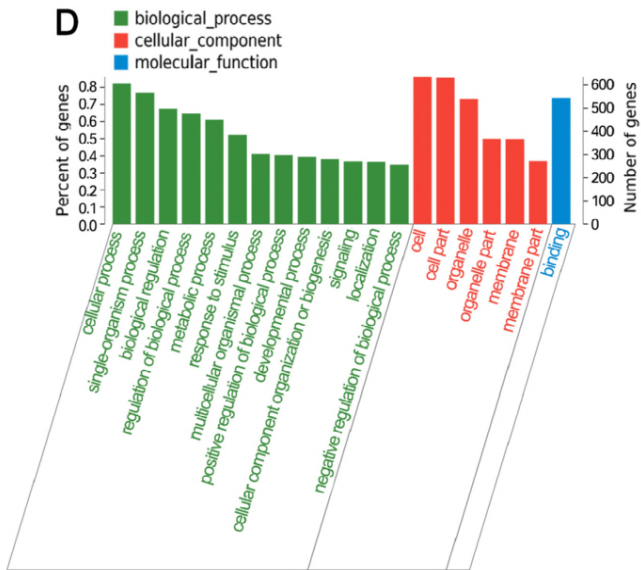 D
biological_process
cellular_component
molecular_function
Percent of genes
0.8
0.7
0.6
0.5
0.4
0.3
0.2
0.1
0.0
Number of genes
600
500
400
300
200
100
0
cellular process
single-organism process
biological regulation
regulation of biological process
metabolic process
response to stimulus
multicellular organismal process
positive regulation of biological process
developmental process
cellular component organization or biogenesis
signaling
localization
negative regulation of biological process
cell
cell part
organelle
organelle part
membrane
membrane part
binding